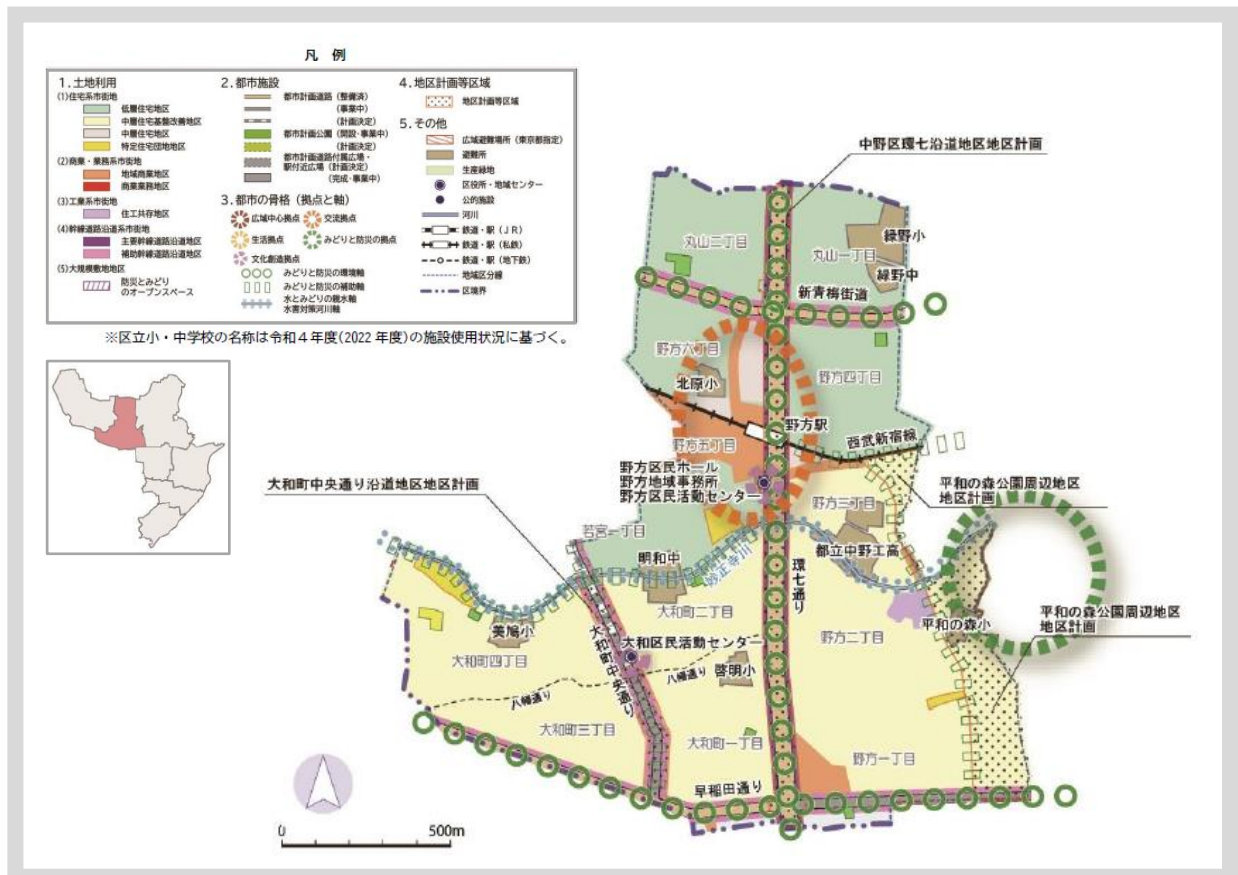 凡 例
1.土地利用
(1)住宅系市街地
低層住宅地区
中層住宅基盤改善地区
中層住宅地区
特定住宅団地地区
(2)商業・業務系市街地
地域商業地区
商業業務地区
(3)工業系市街地
住工共存地区
(4)幹線道路沿道系市街地
主要幹線道路沿道地区
補助幹線道路沿道地区
(5)大規模敷地地区
防災とみどり
のオープンスペース
2.都市施設
都市計画道路(整備済)
(事業中)
(計画決定)
都市計画公園(開設・事業中)
(計画決定)
都市計画道路付属広場・
駅付近広場(計画決定)
(完成・事業中)
3.都市の骨格(拠点と軸)
広域中心拠点
交流拠点
生活拠点
みどりと防災の拠点
文化創造拠点
みどりと防災の環境軸
みどりと防災の補助軸
水とみどりの親水軸
水害対策河川軸
4.地区計画等区域
地区計画等区域
5.その他
広域避難場所(東京都指定)
避難所
生産緑地
区役所・地域センター
公的施設
河川
鉄道・駅(JR)
鉄道・駅(私鉄)
鉄道・駅(地下鉄)
地域区分線
区境界
※区立小・中学校の名称は令和4年度(2022年度)の施設使用状況に基づく。
中野区環七沿道地区地区計画
丸山二丁目
丸山一丁目
緑野小
緑野中
新青梅街道
野方六丁目
北原小
野方四丁目
野方駅
西武新宿線
野方五丁目
野方区民ホール
野方地域事務所
野方区民活動センター
大和町中央通り沿道地区地区計画
平和の森公園周辺地区
地区計画
野方三丁目
若宮一丁目
都立中野工高
明和中
妙正寺川
環七通り
大和町二丁目
平和の森公園周辺地区
地区計画
平和の森小
野方二丁目
美鳩小
大和町中央通り
大和区民活動センター
大和町四丁目
八幡通り
八幡通り
啓明小
大和町三丁目
大和町一丁目
野方一丁目
早稲田通り
0
500m